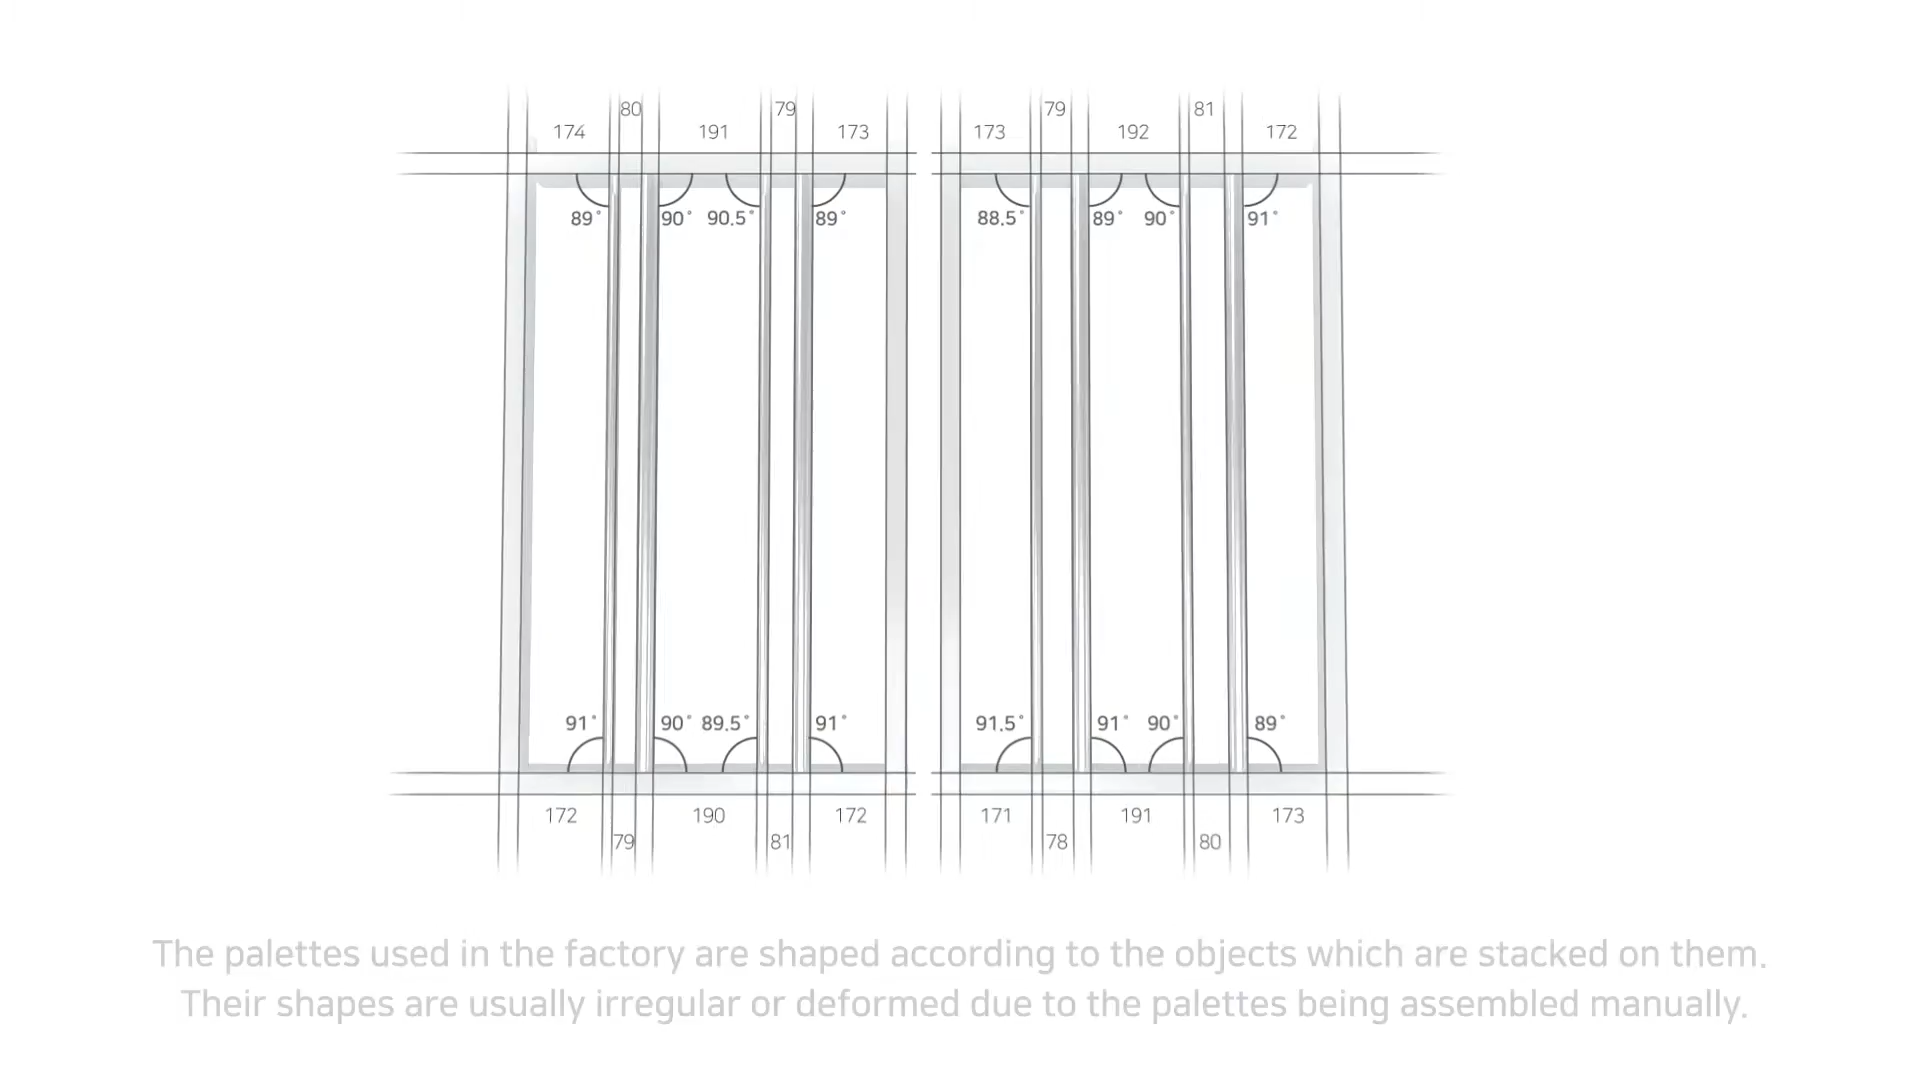 80 79 79 81
174 191 173 173 192 172
89° 90° 90.5° 89° 88.5° 89° 90° 91°
91° 90° 89.5° 91° 91.5° 91° 90° 89°
172 190 172 171 191 173
79 81 78 80
The palettes used in the factory are shaped according to the objects which are stacked on them.
Their shapes are usually irregular or deformed due to the palettes being assembled manually.